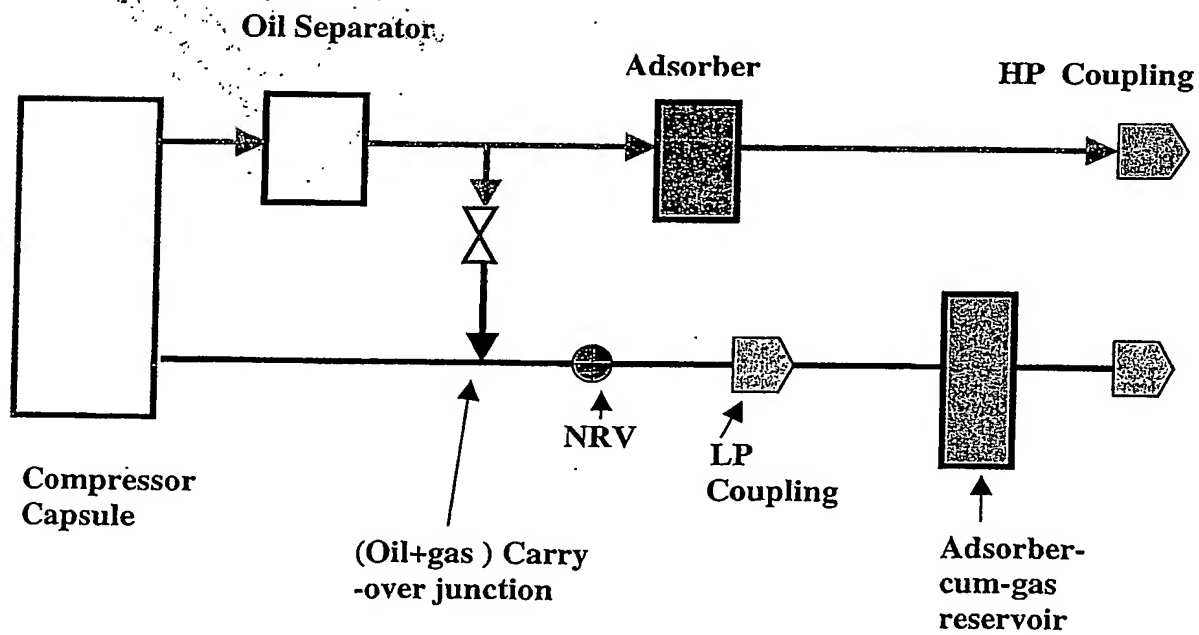 Oil Separator
Adsorber
HP Coupling
NRV
LP
Coupling
Compressor
Capsule
(Oil+gas ) Carry
-over junction
Adsorber-
cum-gas
reservoir